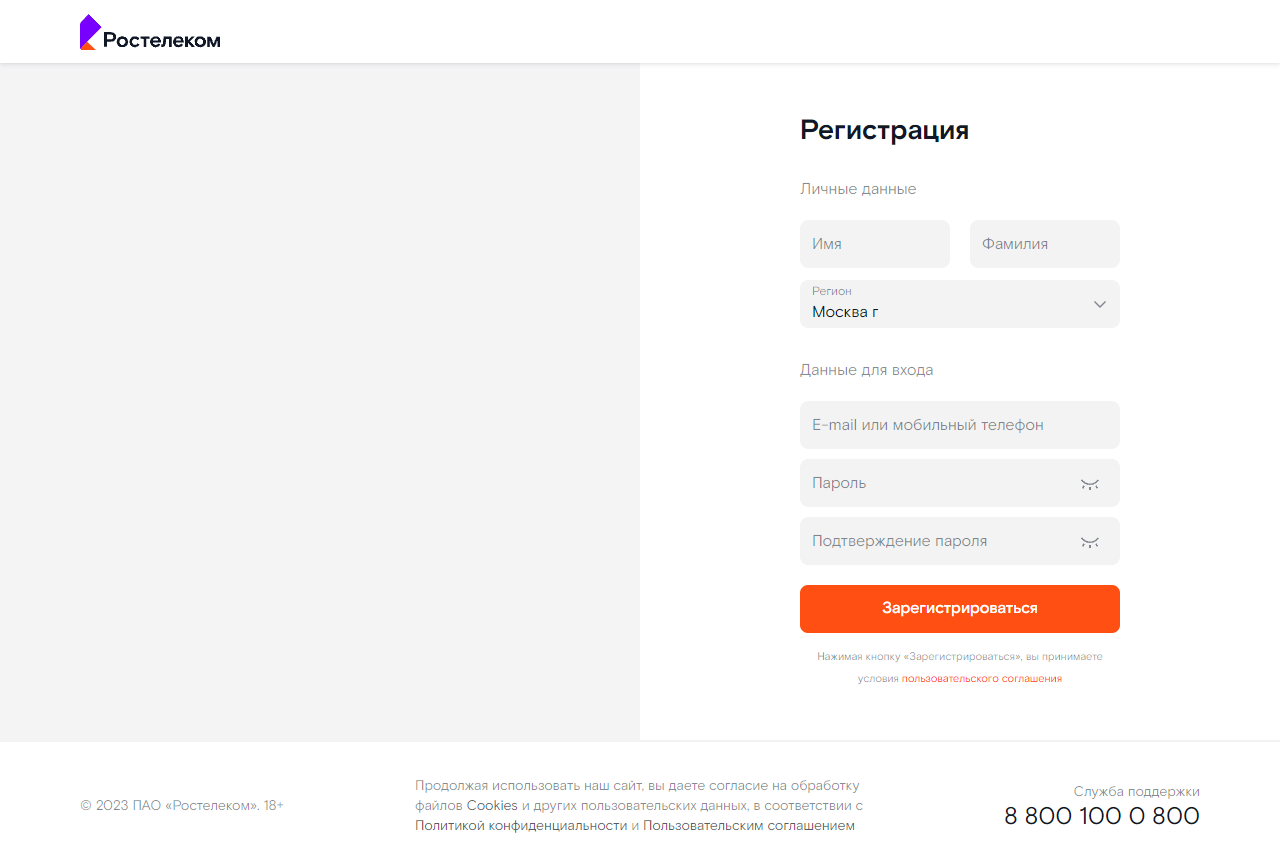 Ростелеком
Регистрация
Личные данные
Имя
Фамилия
Регион
Москва г
Данные для входа
E-mail или мобильный телефон
Пароль
Подтверждение пароля
Зарегистрироваться
Нажимая кнопку «Зарегистрироваться», вы принимаете
условия пользовательского соглашения
© 2023 ПАО «Ростелеком». 18+
Продолжая использовать наш сайт, вы даете согласие на обработку
файлов Cookies и других пользовательских данных, в соответствии с
Политикой конфиденциальности и Пользовательским соглашением
Служба поддержки
8 800 100 0 800